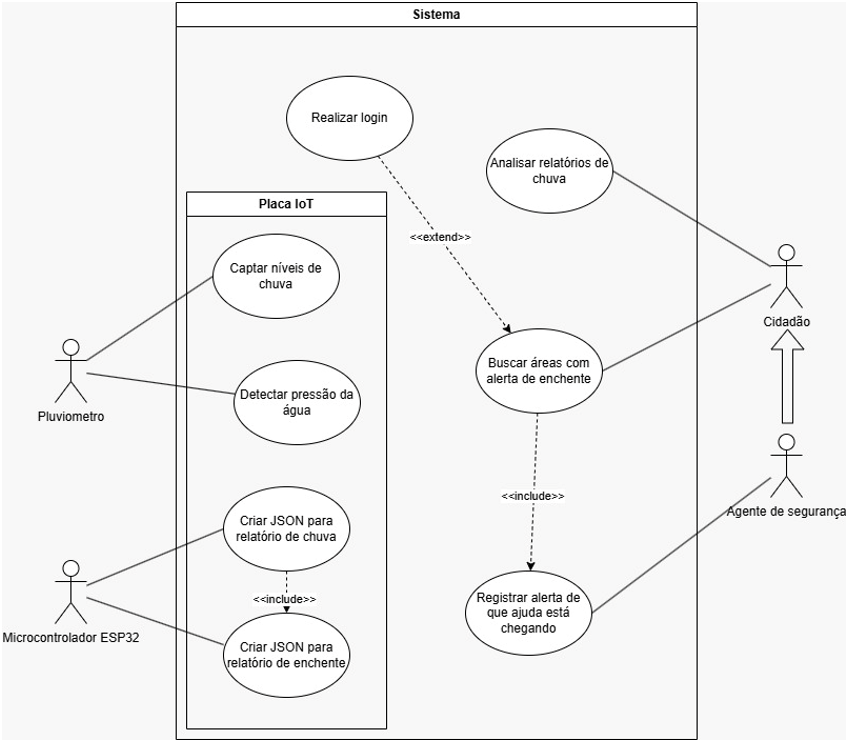 Sistema
Realizar login
Analisar relatórios de
chuva
Placa IoT
<<extend>>
Captar níveis de
chuva
Cidadão
Buscar áreas com
alerta de enchente
Detectar pressão da
água
Pluviometro
<<include>>
Agente de segurança
Criar JSON para
relatório de chuva
<<include>>
Registrar alerta de
que ajuda está
chegando
Microcontrolador ESP32
Criar JSON para
relatório de enchente